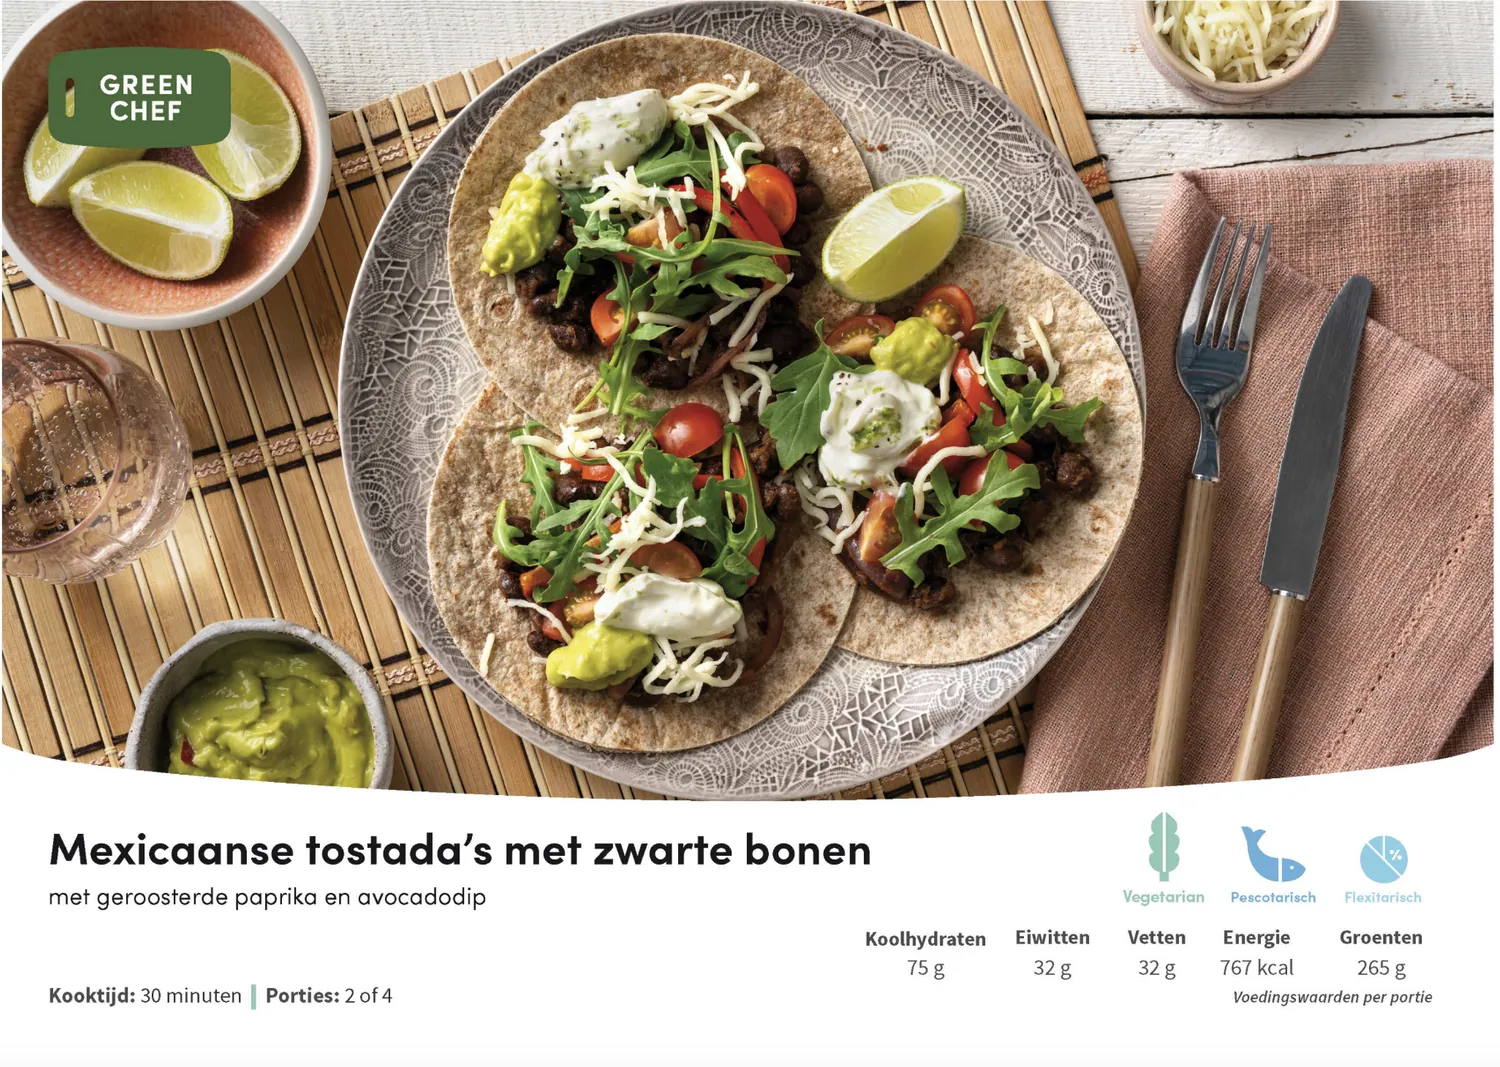 GREEN
CHEF
Mexicaanse tostada's met zwarte bonen
met geroosterde paprika en avocadodip
Vegetarian
Pescotarisch
Flexitarisch
Koolhydraten
75 g
Eiwitten
32 g
Vetten
32 g
Energie
767 kcal
Groenten
265 g
Voedingswaarden per portie
Kooktijd: 30 minuten | Porties: 2 of 4
%